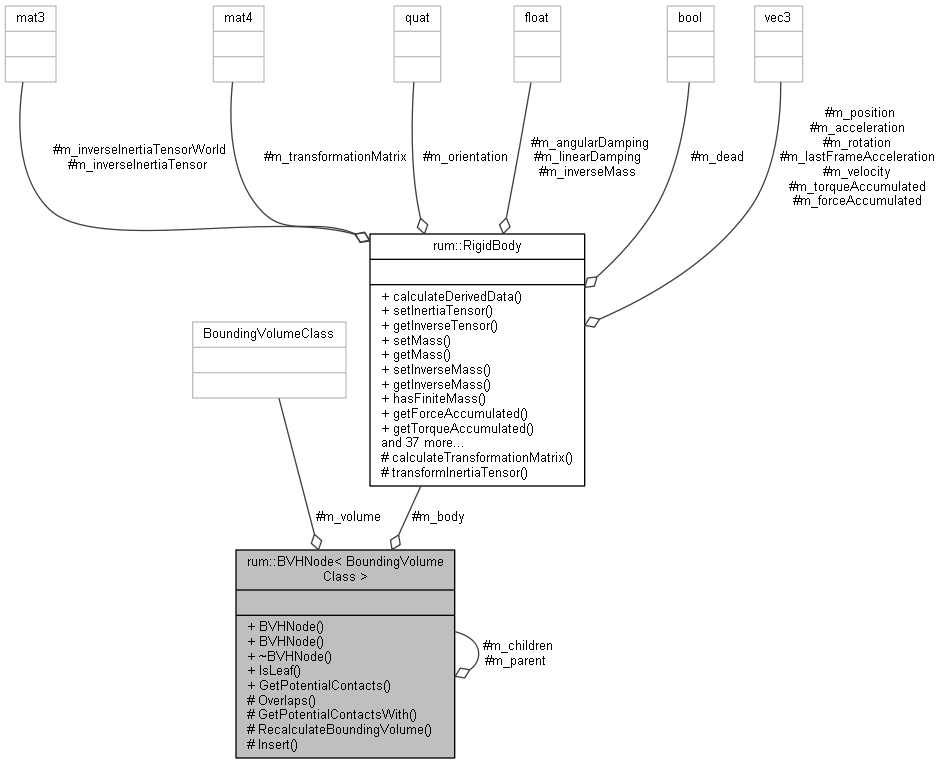 mat3
mat4
quat
float
bool
vec3
#m_inverseInertiaTensorWorld
#m_inverseInertiaTensor
#m_transformationMatrix
#m_orientation
#m_angularDamping
#m_linearDamping
#m_inverseMass
#m_dead
#m_position
#m_acceleration
#m_rotation
#m_lastFrameAcceleration
#m_velocity
#m_torqueAccumulated
#m_forceAccumulated
rum::RigidBody
+ calculateDerivedData()
+ setInertiaTensor()
+ getInverseTensor()
+ setMass()
+ getMass()
+ setInverseMass()
+ getInverseMass()
+ hasFiniteMass()
+ getForceAccumulated()
+ getTorqueAccumulated()
and 37 more...
# calculateTransformationMatrix()
# transformInertiaTensor()
BoundingVolumeClass
#m_volume
#m_body
rum::BVHNode< BoundingVolume
Class >
+ BVHNode()
+ BVHNode()
+ ~BVHNode()
+ IsLeaf()
+ GetPotentialContacts()
# Overlaps()
# GetPotentialContactsWith()
# RecalculateBoundingVolume()
# Insert()
#m_children
#m_parent